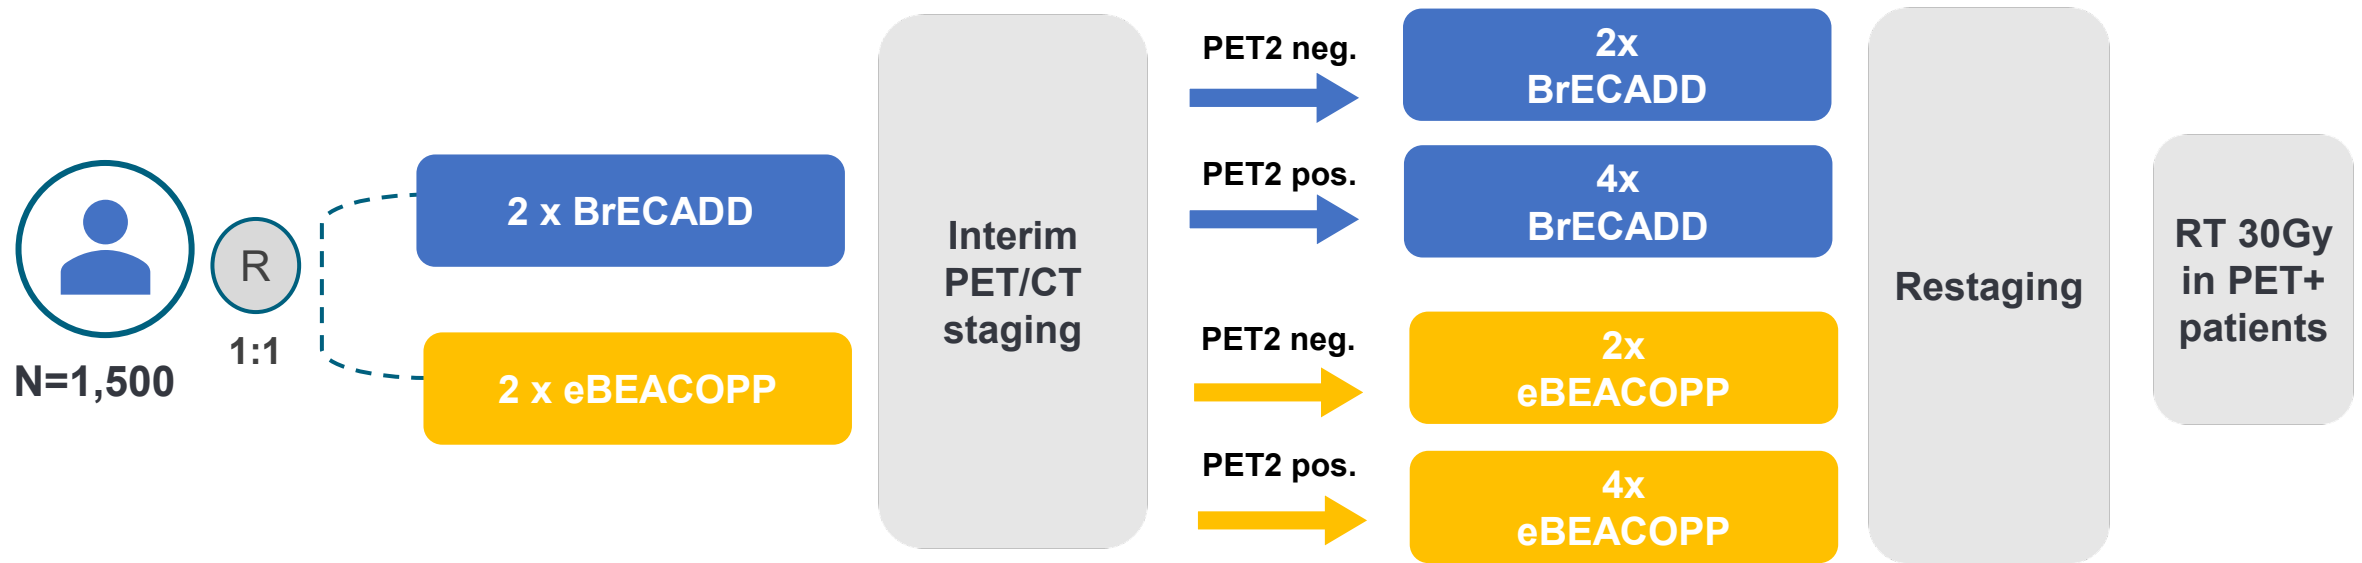 N=1,500
R
1:1
2 x BrECADD
2 x eBEACOPP
Interim
PET/CT
staging
PET2 neg.
2x
BrECADD
PET2 pos.
4x
BrECADD
PET2 neg.
2x
eBEACOPP
PET2 pos.
4x
eBEACOPP
Restaging
RT 30Gy
in PET+
patients